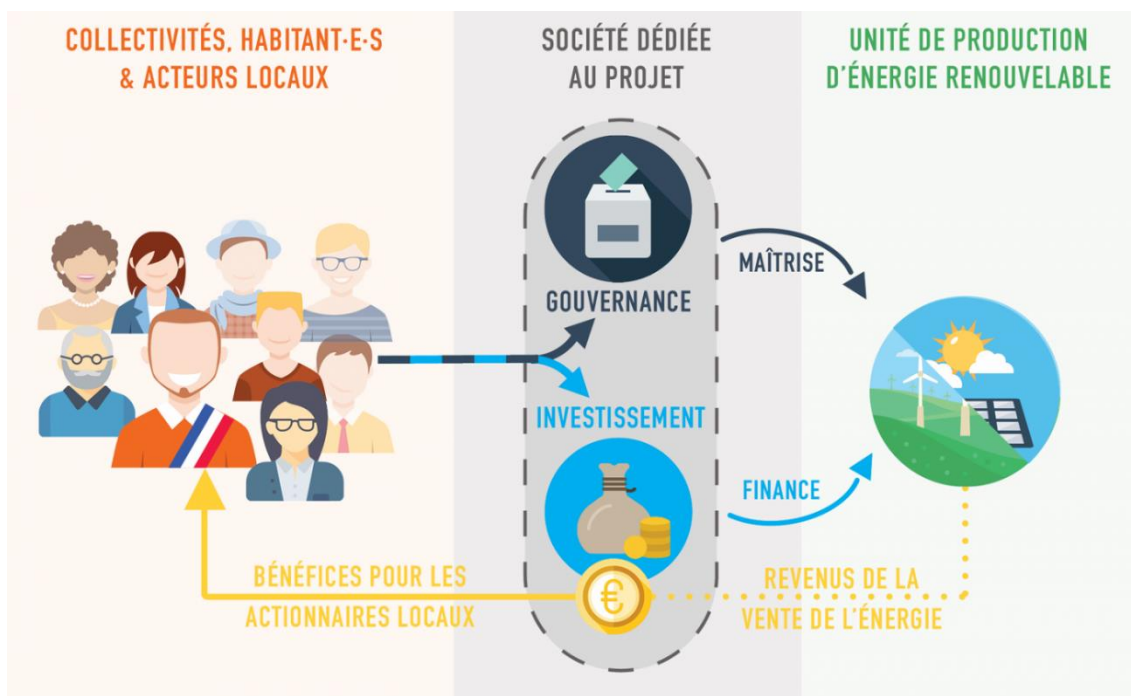 COLLECTIVITÉS, HABITANT·E·S
& ACTEURS LOCAUX
SOCIÉTÉ DÉDIÉE
AU PROJET
UNITÉ DE PRODUCTION
D'ÉNERGIE RENOUVELABLE
GOUVERNANCE
MAÎTRISE
INVESTISSEMENT
FINANCE
€
BÉNÉFICES POUR LES
ACTIONNAIRES LOCAUX
REVENUS DE LA
VENTE DE L'ÉNERGIE